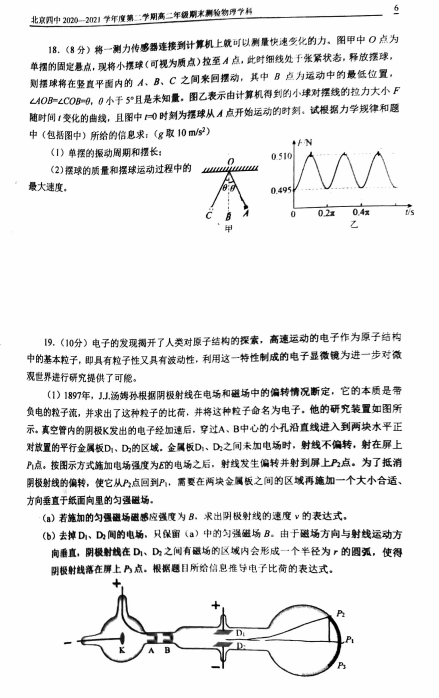 北京四中 2020—2021 学年度第二学期高二年级期末测验物理学科
6
18.（8 分）将一测力传感器连接到计算机上就可以测量快速变化的力。图甲中 O 点为
单摆的固定悬点，现将小摆球（可视为质点）拉至 A 点，此时细线处于张紧状态，释放摆球，
则摆球将在竖直平面内的 A、B、C 之间来回摆动，其中 B 点为运动中的最低位置，
∠AOB=∠COB=θ，θ 小于 5°且是未知量。图乙表示由计算机得到的小球对摆线的拉力大小 F
随时间 t 变化的曲线，且图中 t=0 时刻为摆球从 A 点开始运动的时刻。试根据力学规律和题
中（包括图中）所给的信息求：（g 取 10 m/s²）
（1）单摆的振动周期和摆长；
（2）摆球的质量和摆球运动过程中的
最大速度。
O
θ θ
C B A
甲
F/N
0.510
0.495
0 0.2π 0.4π t/s
乙
19.（10分）电子的发现揭开了人类对原子结构的探索，高速运动的电子作为原子结构
中的基本粒子，即具有粒子性又具有波动性，利用这一特性制成的电子显微镜为进一步对微
观世界进行研究提供了可能。
（1）1897年，J.J.汤姆孙根据阴极射线在电场和磁场中的偏转情况断定，它的本质是带
负电的粒子流，并求出了这种粒子的比荷，并将这种粒子命名为电子。他的研究装置如图所
示。真空管内的阴极K发出的电子经加速后，穿过A、B中心的小孔沿直线进入到两块水平正
对放置的平行金属板D₁、D₂的区域。金属板D₁、D₂之间未加电场时，射线不偏转，射在屏上
P₁点。按图示方式施加电场强度为E的电场之后，射线发生偏转并射到屏上P₂点。为了抵消
阴极射线的偏转，使它从P₂点回到P₁，需要在两块金属板之间的区域再施加一个大小合适、
方向垂直于纸面向里的匀强磁场。
（a）若施加的匀强磁场磁感应强度为 B，求出阴极射线的速度 v 的表达式。
（b）去掉 D₁、D₂ 间的电场，只保留（a）中的匀强磁场 B。由于磁场方向与射线运动方
向垂直，阴极射线在 D₁、D₂ 之间有磁场的区域内会形成一个半径为 r 的圆弧，使得
阴极射线落在屏上 P₃ 点。根据题目所给信息推导电子比荷的表达式。
+
+
P₂
D₁
−
P₁
K A B
D₂
−
P₃